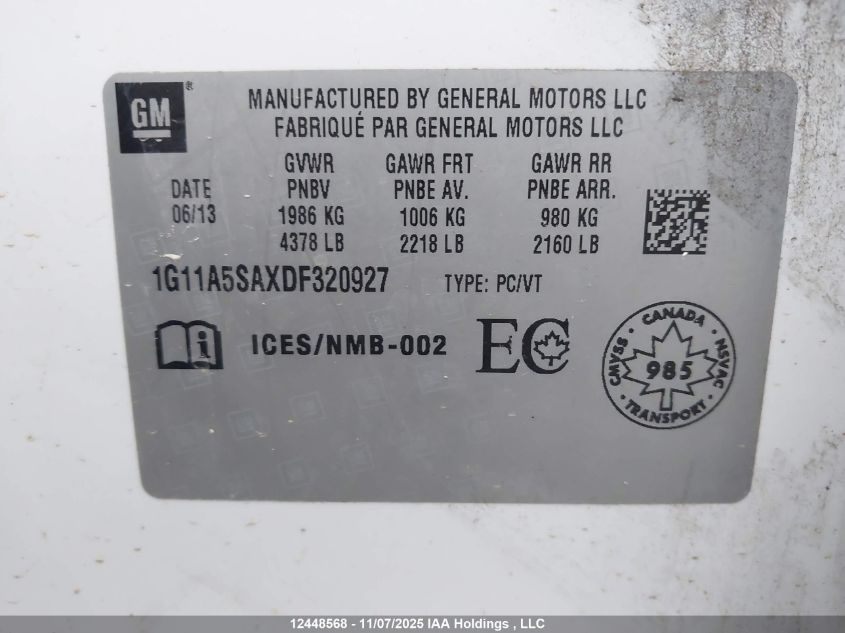 GM®
MANUFACTURED BY GENERAL MOTORS LLC
FABRIQUÉ PAR GENERAL MOTORS LLC
GVWR GAWR FRT GAWR RR
DATE PNBV PNBE AV. PNBE ARR.
06/13 1986 KG 1006 KG 980 KG
4378 LB 2218 LB 2160 LB
1G11A5SAXDF320927 TYPE: PC/VT
i ICES/NMB-002 EC
CANADA
CMVSS 985 NSVAC
TRANSPORT
12448568 - 11/07/2025 IAA Holdings , LLC